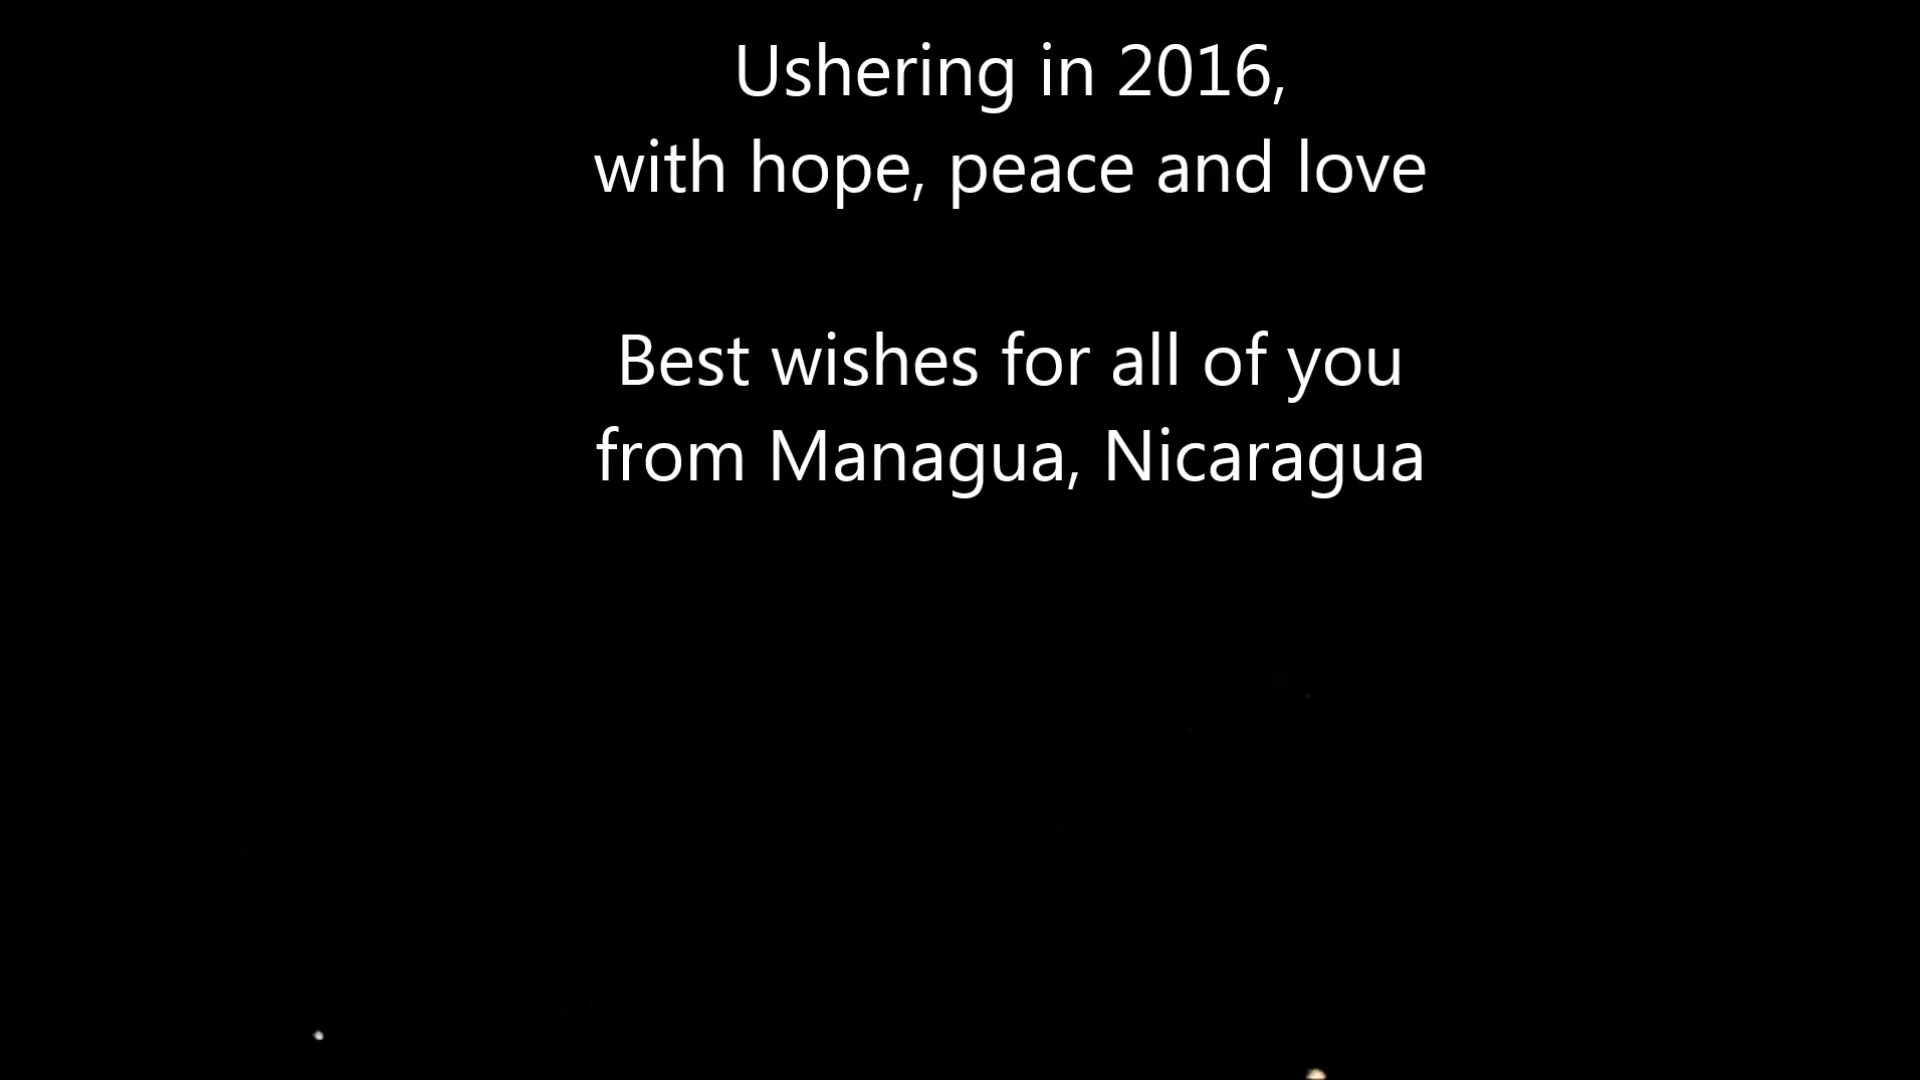 Ushering in 2016,
with hope, peace and love
Best wishes for all of you
from Managua, Nicaragua